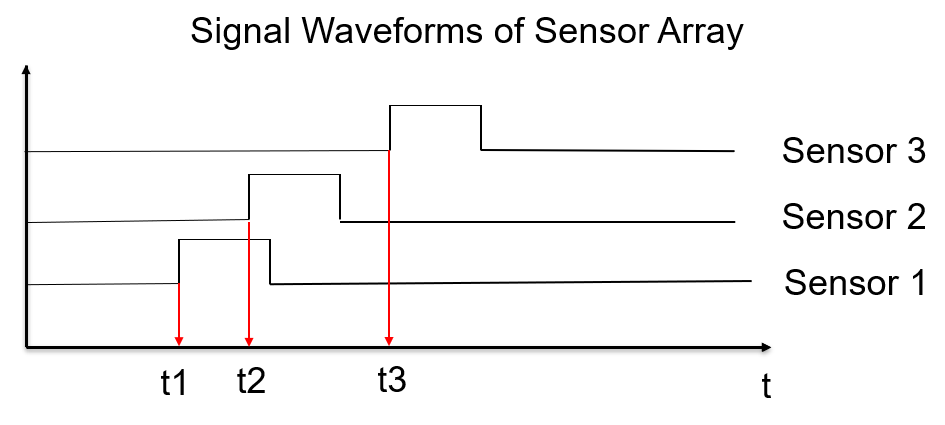 Signal Waveforms of Sensor Array
Sensor 3
Sensor 2
Sensor 1
t1 t2 t3 t